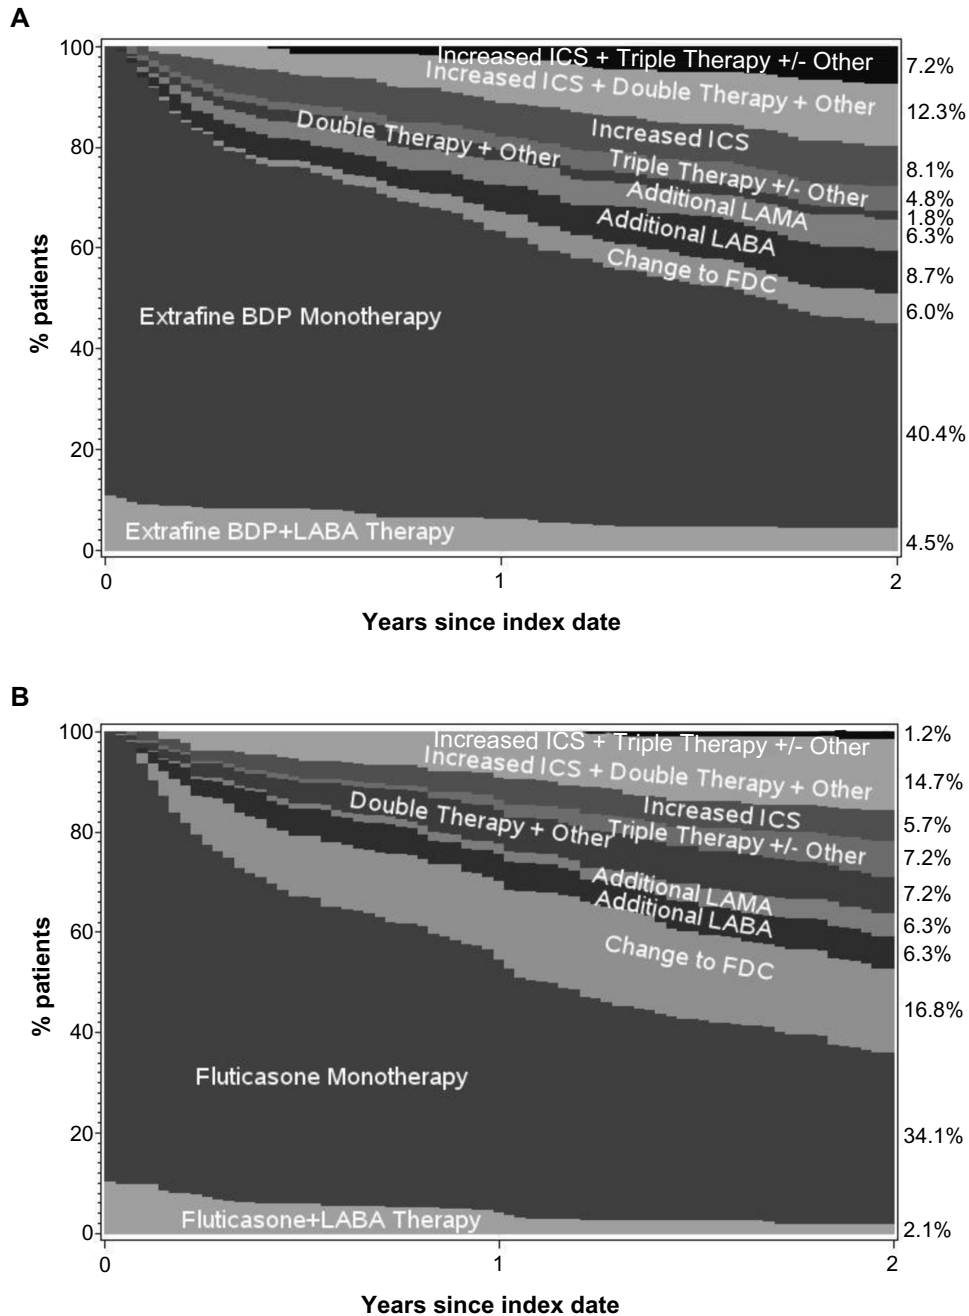 A
100
80
60
40
20
0
% patients
Increased ICS + Triple Therapy +/- Other
Increased ICS + Double Therapy + Other
Increased ICS
Double Therapy + Other
Triple Therapy +/- Other
Additional LAMA
Additional LABA
Change to FDC
Extrafine BDP Monotherapy
Extrafine BDP+LABA Therapy
7.2%
12.3%
8.1%
4.8%
1.8%
6.3%
8.7%
6.0%
40.4%
4.5%
0
1
2
Years since index date
B
100
80
60
40
20
0
% patients
Increased ICS + Triple Therapy +/- Other
Increased ICS + Double Therapy + Other
Increased ICS
Double Therapy + Other
Triple Therapy +/- Other
Additional LAMA
Additional LABA
Change to FDC
Fluticasone Monotherapy
Fluticasone+LABA Therapy
1.2%
14.7%
5.7%
7.2%
7.2%
6.3%
6.3%
16.8%
34.1%
2.1%
0
1
2
Years since index date